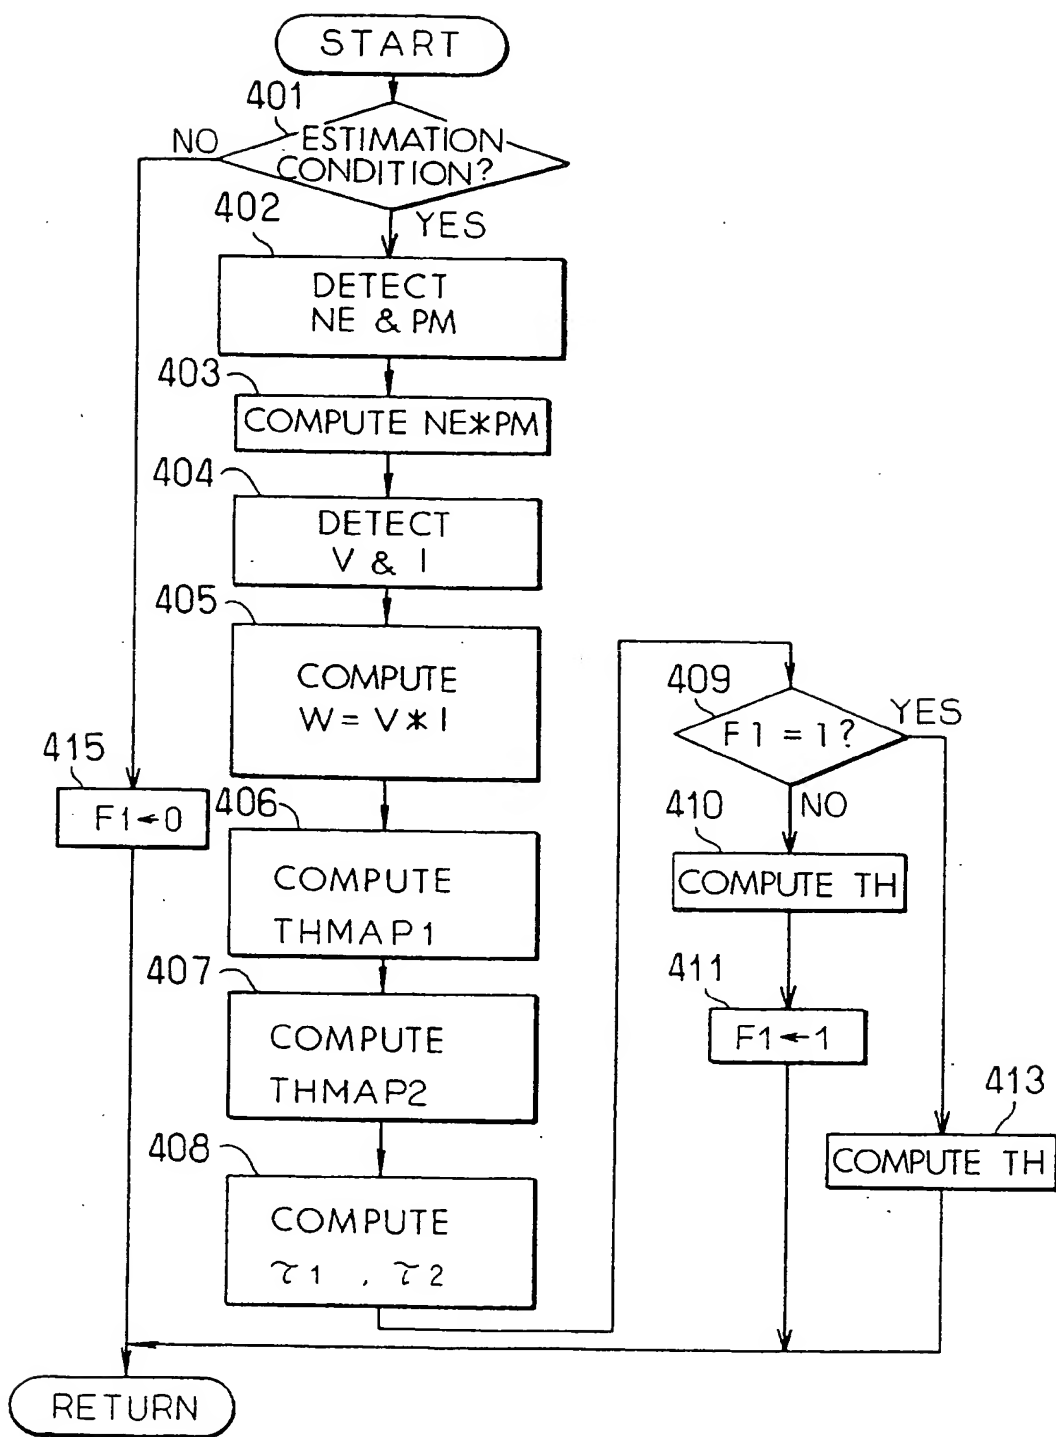 START
401
NO
ESTIMATION
CONDITION?
402
YES
DETECT
NE & PM
403
COMPUTE NE*PM
404
DETECT
V & I
405
COMPUTE
W = V * I
415
F1←0
406
COMPUTE
THMAP1
407
COMPUTE
THMAP2
408
COMPUTE
τ1 , τ2
409
F1 = 1?
YES
NO
410
COMPUTE TH
411
F1←1
413
COMPUTE TH
RETURN